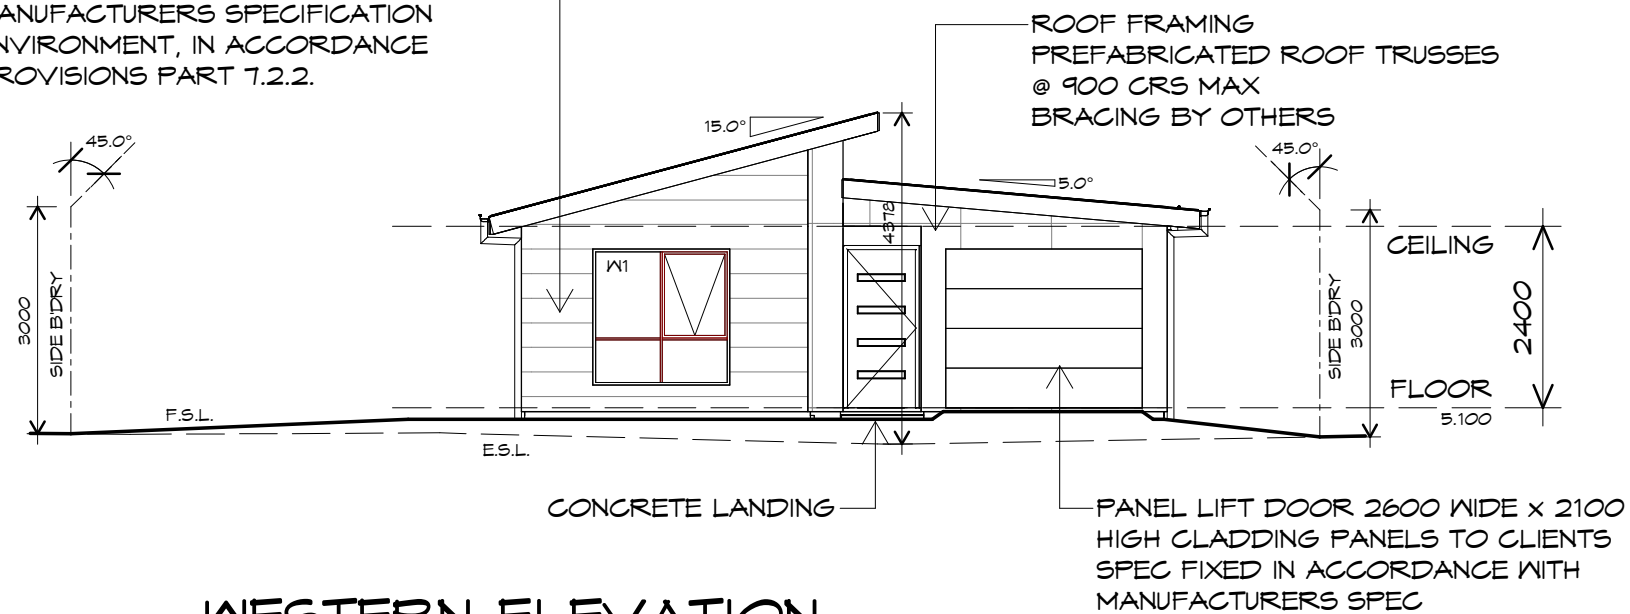 ANUFACTURERS SPECIFICATION
NVIRONMENT, IN ACCORDANCE
ROVISIONS PART 7.2.2.
ROOF FRAMING
PREFABRICATED ROOF TRUSSES
@ 900 CRS MAX
BRACING BY OTHERS
45.0°
15.0°
45.0°
5.0°
4378
W1
3000
SIDE B'DRY
SIDE B'DRY
3000
CEILING
2400
FLOOR
5.100
F.S.L.
E.S.L.
CONCRETE LANDING
PANEL LIFT DOOR 2600 WIDE x 2100
HIGH CLADDING PANELS TO CLIENTS
SPEC FIXED IN ACCORDANCE WITH
MANUFACTURERS SPEC
WESTERN ELEVATION